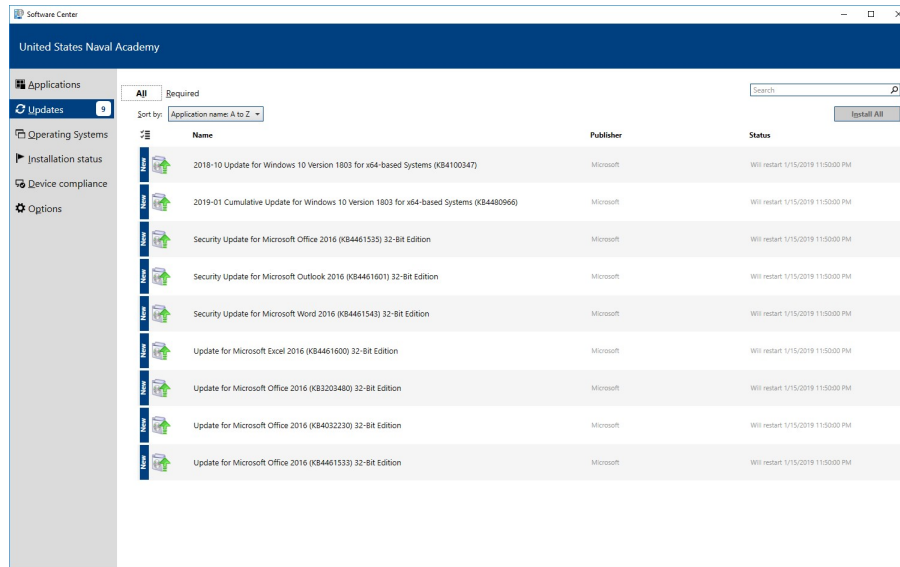 Software Center
United States Naval Academy
Applications
Updates 9
Operating Systems
Installation status
Device compliance
Options
All Required
Search
Sort by: Application name: A to Z
Install All
Name Publisher Status
New 2018-10 Update for Windows 10 Version 1803 for x64-based Systems (KB4100347) Microsoft Will restart 1/15/2019 11:50:00 PM
New 2019-01 Cumulative Update for Windows 10 Version 1803 for x64-based Systems (KB4480966) Microsoft Will restart 1/15/2019 11:50:00 PM
New Security Update for Microsoft Office 2016 (KB4461535) 32-Bit Edition Microsoft Will restart 1/15/2019 11:50:00 PM
New Security Update for Microsoft Outlook 2016 (KB4461601) 32-Bit Edition Microsoft Will restart 1/15/2019 11:50:00 PM
New Security Update for Microsoft Word 2016 (KB4461543) 32-Bit Edition Microsoft Will restart 1/15/2019 11:50:00 PM
New Update for Microsoft Excel 2016 (KB4461600) 32-Bit Edition Microsoft Will restart 1/15/2019 11:50:00 PM
New Update for Microsoft Office 2016 (KB3203480) 32-Bit Edition Microsoft Will restart 1/15/2019 11:50:00 PM
New Update for Microsoft Office 2016 (KB4032230) 32-Bit Edition Microsoft Will restart 1/15/2019 11:50:00 PM
New Update for Microsoft Office 2016 (KB4461533) 32-Bit Edition Microsoft Will restart 1/15/2019 11:50:00 PM